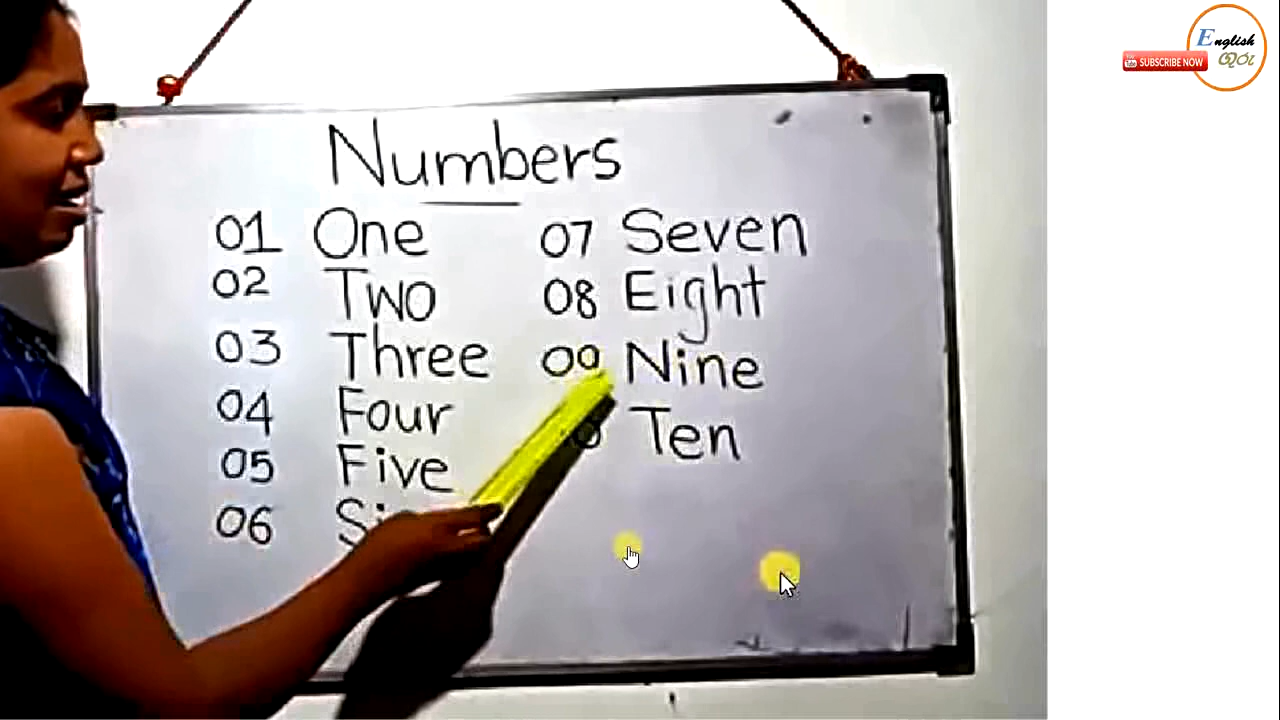 English
ගුරු
SUBSCRIBE NOW
Numbers
01 One
02 Two
03 Three
04 Four
05 Five
06
07 Seven
08 Eight
09 Nine
Ten